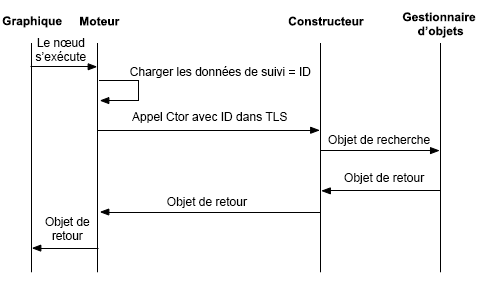 Graphique
Moteur
Constructeur
Gestionnaire
d'objets
Le nœud
s'exécute
Charger les données de suivi = ID
Appel Ctor avec ID dans TLS
Objet de recherche
Objet de retour
Objet de retour
Objet de
retour